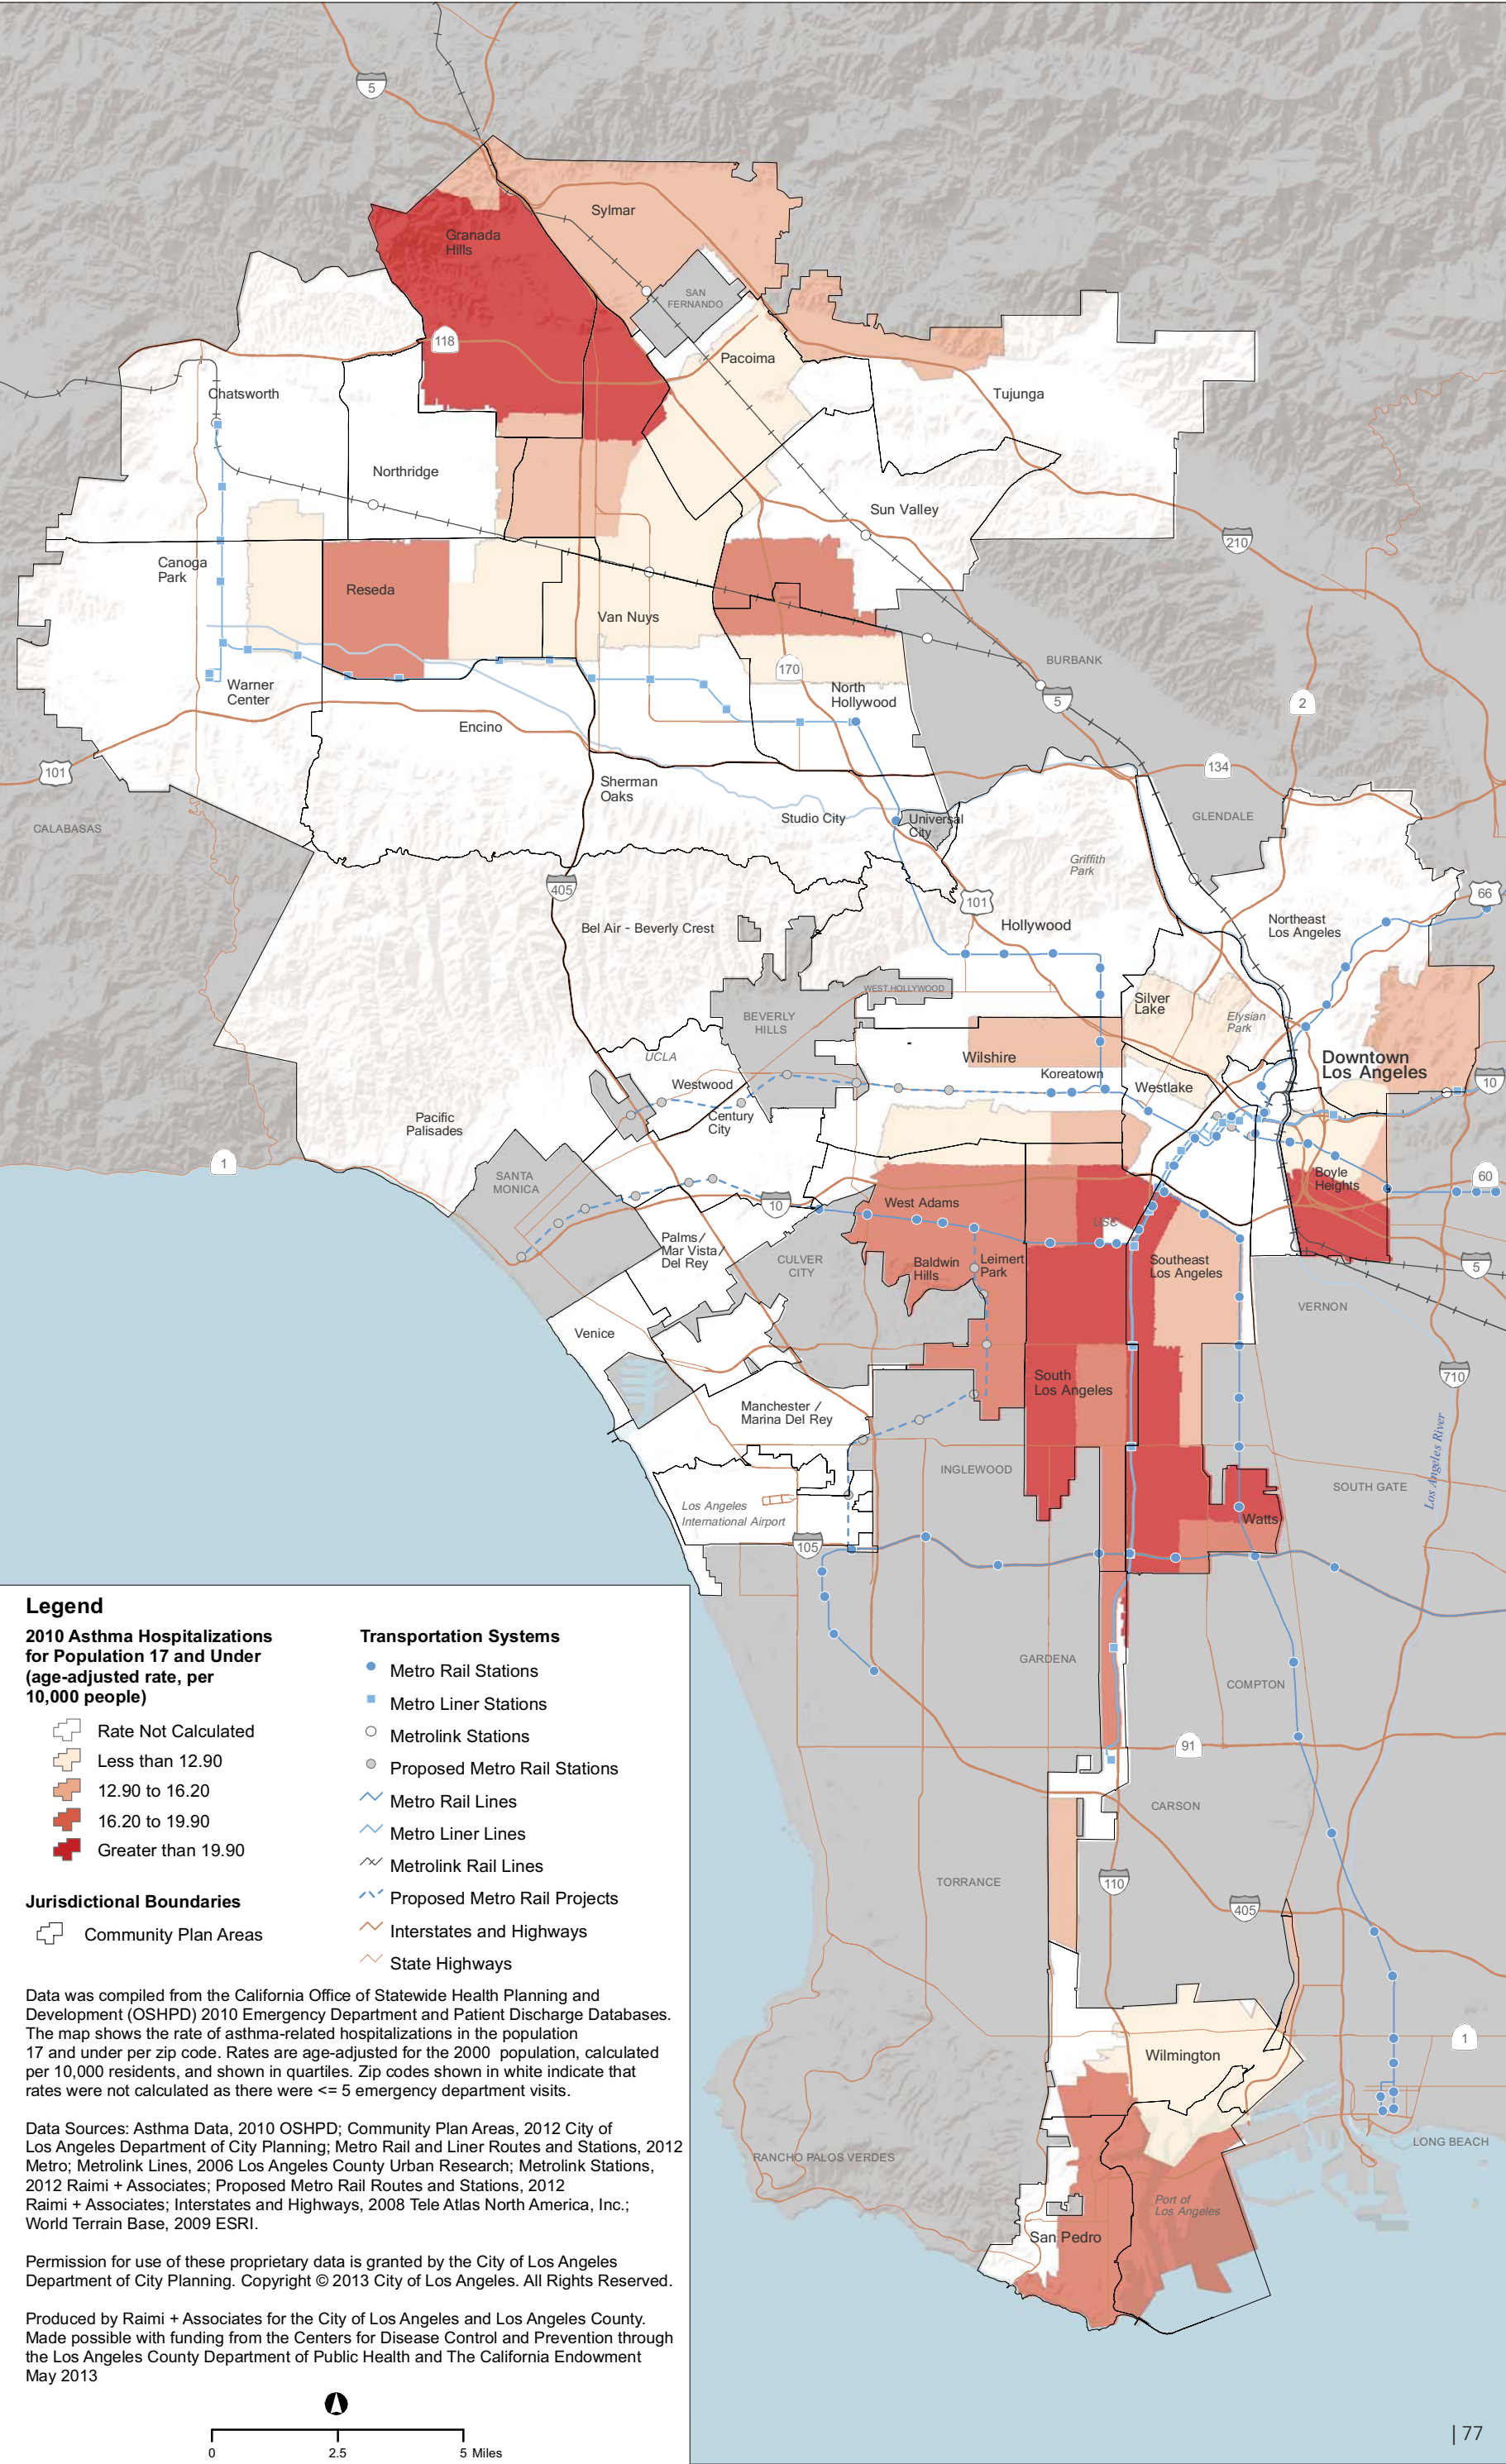 5
Sylmar
Granada
Hills
SAN
FERNANDO
118
Pacoima
Chatsworth
Tujunga
Northridge
Sun Valley
210
Canoga
Park
Reseda
Van Nuys
BURBANK
170
5
2
Warner
Center
North
Hollywood
Encino
101
134
Sherman
Oaks
Studio City
Universal
City
GLENDALE
CALABASAS
Griffith
Park
405
101
66
Bel Air - Beverly Crest
Hollywood
Northeast
Los Angeles
WEST HOLLYWOOD
Silver
Lake
BEVERLY
HILLS
Elysian
Park
UCLA
Wilshire
Downtown
Los Angeles
Koreatown
Westwood
Westlake
10
Century
City
Pacific
Palisades
1
SANTA
MONICA
Boyle
Heights
60
10
West Adams
USC
Palms/
Mar Vista/
Del Rey
CULVER
CITY
Baldwin
Hills
Leimert
Park
Southeast
Los Angeles
5
VERNON
Venice
710
South
Los Angeles
Manchester /
Marina Del Rey
INGLEWOOD
SOUTH GATE
Los Angeles River
Los Angeles
International Airport
Watts
105
GARDENA
COMPTON
91
CARSON
TORRANCE
110
405
1
Wilmington
LONG BEACH
RANCHO PALOS VERDES
Port of
Los Angeles
San Pedro
Legend
2010 Asthma Hospitalizations
for Population 17 and Under
(age-adjusted rate, per
10,000 people)
Rate Not Calculated
Less than 12.90
12.90 to 16.20
16.20 to 19.90
Greater than 19.90
Jurisdictional Boundaries
Community Plan Areas
Transportation Systems
Metro Rail Stations
Metro Liner Stations
Metrolink Stations
Proposed Metro Rail Stations
Metro Rail Lines
Metro Liner Lines
Metrolink Rail Lines
Proposed Metro Rail Projects
Interstates and Highways
State Highways
Data was compiled from the California Office of Statewide Health Planning and
Development (OSHPD) 2010 Emergency Department and Patient Discharge Databases.
The map shows the rate of asthma-related hospitalizations in the population
17 and under per zip code. Rates are age-adjusted for the 2000 population, calculated
per 10,000 residents, and shown in quartiles. Zip codes shown in white indicate that
rates were not calculated as there were <= 5 emergency department visits.
Data Sources: Asthma Data, 2010 OSHPD; Community Plan Areas, 2012 City of
Los Angeles Department of City Planning; Metro Rail and Liner Routes and Stations, 2012
Metro; Metrolink Lines, 2006 Los Angeles County Urban Research; Metrolink Stations,
2012 Raimi + Associates; Proposed Metro Rail Routes and Stations, 2012
Raimi + Associates; Interstates and Highways, 2008 Tele Atlas North America, Inc.;
World Terrain Base, 2009 ESRI.
Permission for use of these proprietary data is granted by the City of Los Angeles
Department of City Planning. Copyright © 2013 City of Los Angeles. All Rights Reserved.
Produced by Raimi + Associates for the City of Los Angeles and Los Angeles County.
Made possible with funding from the Centers for Disease Control and Prevention through
the Los Angeles County Department of Public Health and The California Endowment
May 2013
0 2.5 5 Miles
| 77